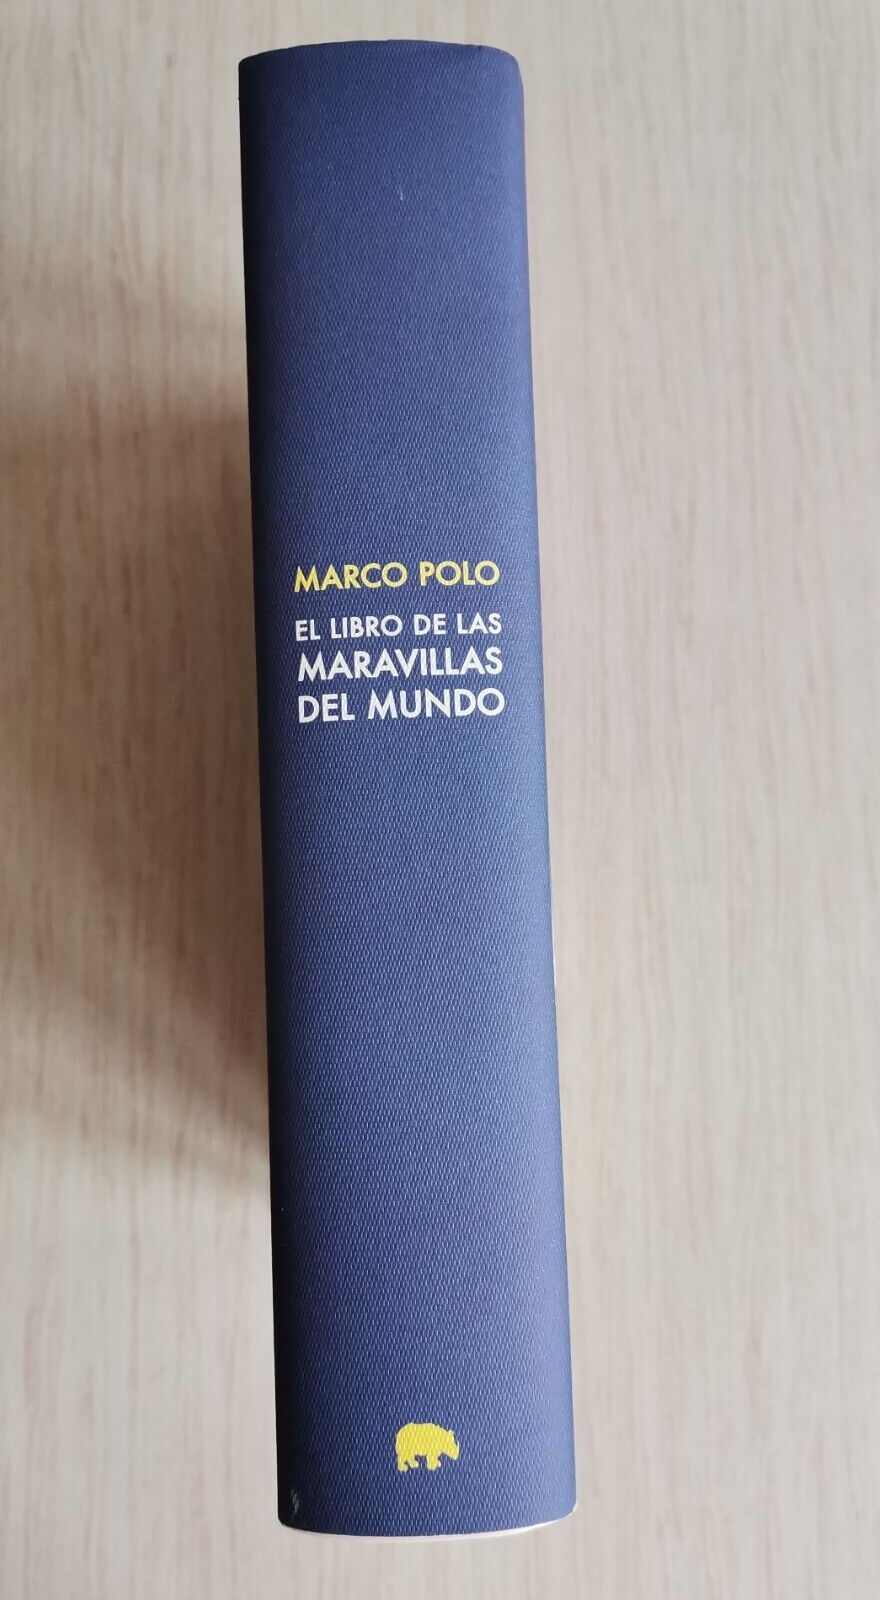 MARCO POLO
EL LIBRO DE LAS
MARAVILLAS
DEL MUNDO